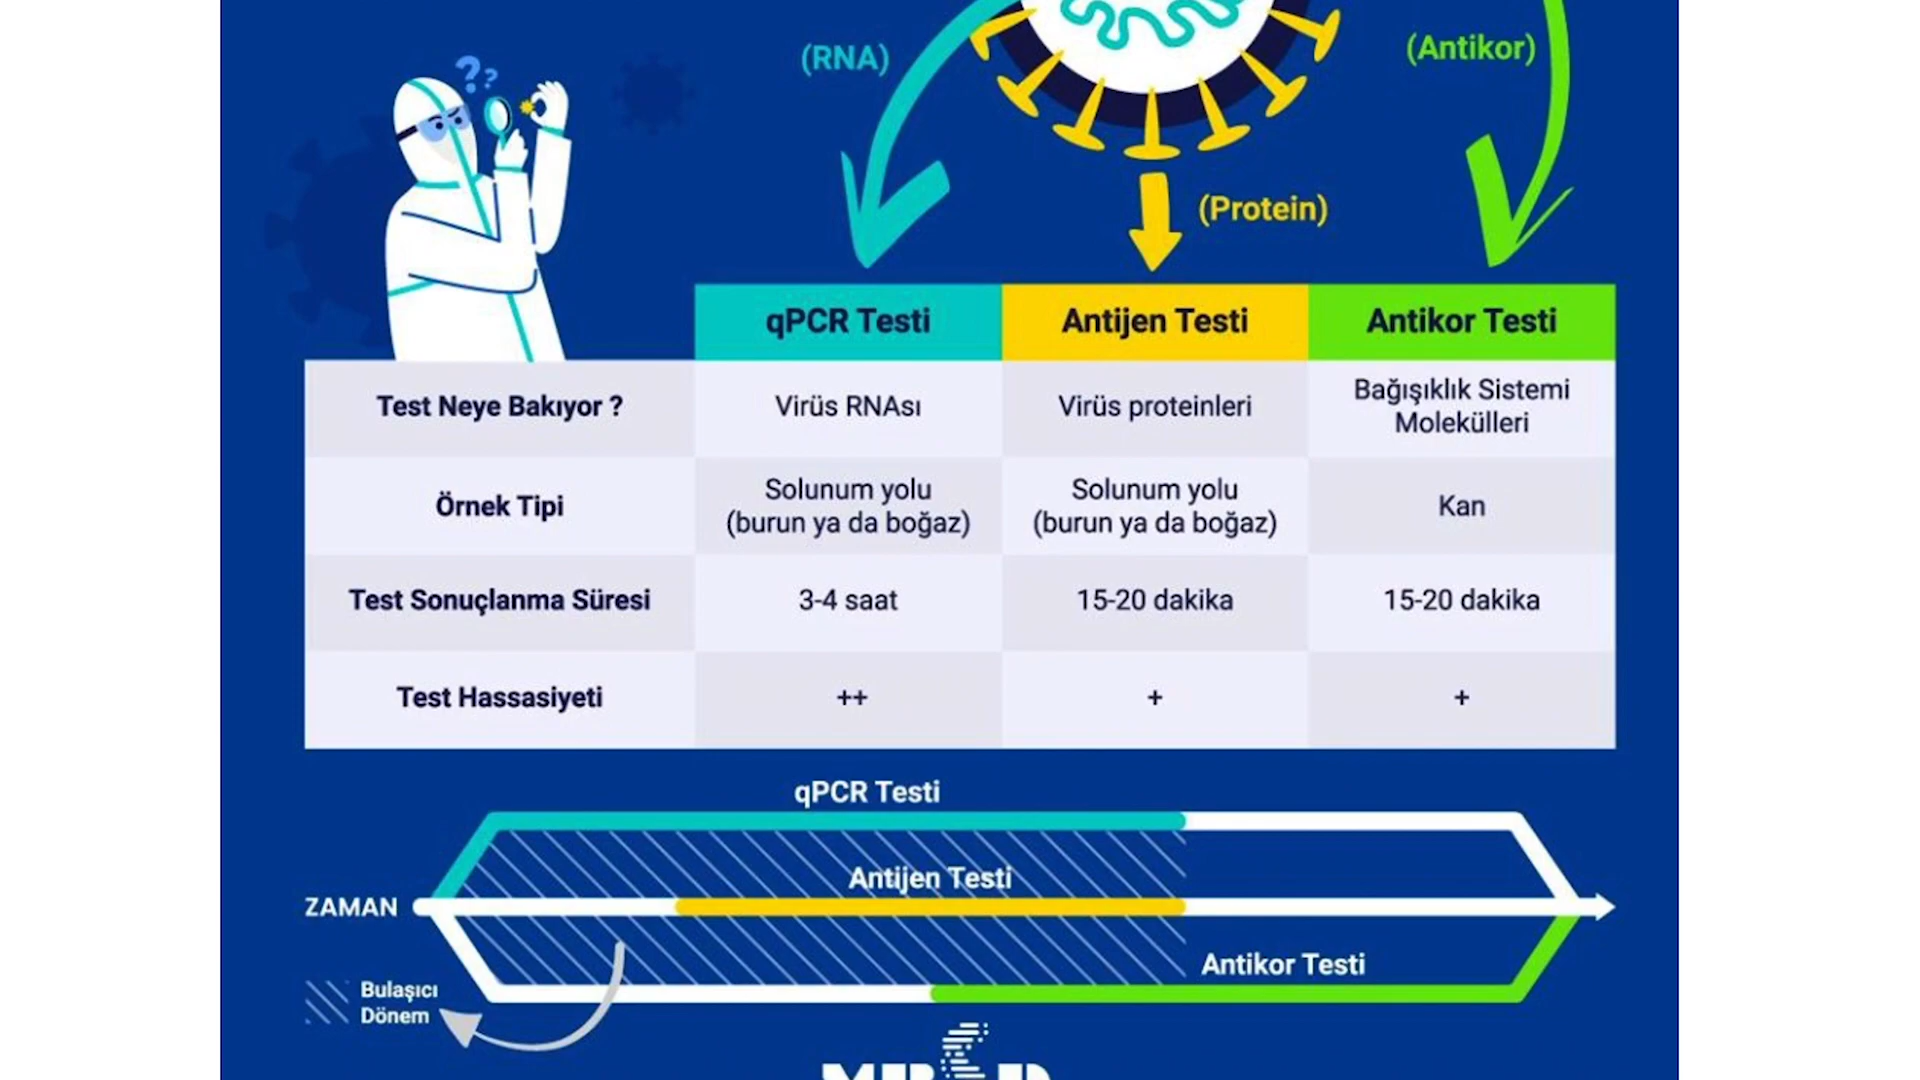 ??
(RNA)
(Antikor)
(Protein)
qPCR Testi
Antijen Testi
Antikor Testi
Test Neye Bakıyor ?
Virüs RNAsı
Virüs proteinleri
Bağışıklık Sistemi
Molekülleri
Örnek Tipi
Solunum yolu
(burun ya da boğaz)
Solunum yolu
(burun ya da boğaz)
Kan
Test Sonuçlanma Süresi
3-4 saat
15-20 dakika
15-20 dakika
Test Hassasiyeti
++
+
+
qPCR Testi
Antijen Testi
ZAMAN
Antikor Testi
Bulaşıcı
Dönem